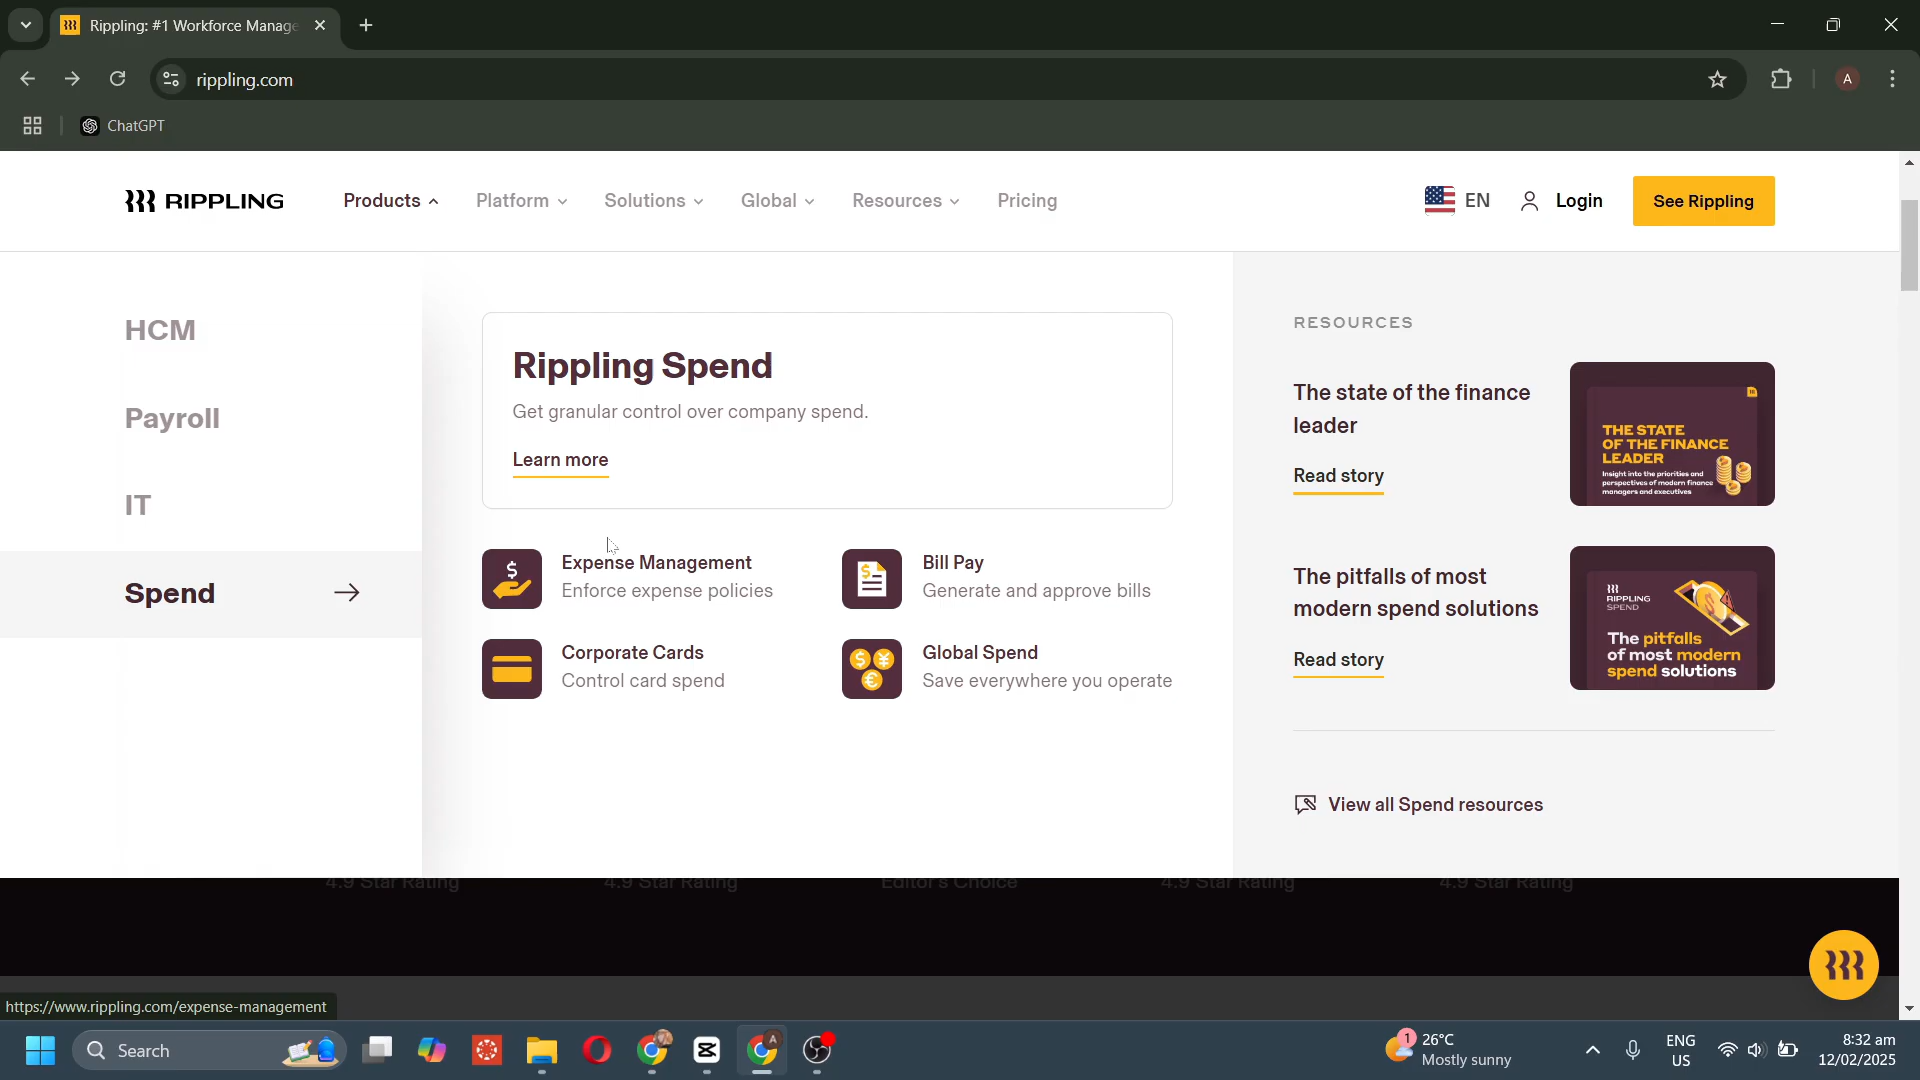 Rippling: #1 Workforce Manage
rippling.com
A
ChatGPT
RIPPLING
Products
Platform
Solutions
Global
Resources
Pricing
EN
Login
See Rippling
HCM
Payroll
IT
Spend
Rippling Spend
Get granular control over company spend.
Learn more
Expense Management
Enforce expense policies
Bill Pay
Generate and approve bills
Corporate Cards
Control card spend
Global Spend
Save everywhere you operate
RESOURCES
The state of the finance
leader
Read story
THE STATE
OF THE FINANCE
LEADER
Insight into the priorities and
perspectives of modern finance
managers and executives
The pitfalls of most
modern spend solutions
Read story
RIPPLING
SPEND
The pitfalls
of most modern
spend solutions
View all Spend resources
4.9 Star Rating
4.9 Star Rating
Editor's Choice
4.9 Star Rating
4.9 Star Rating
https://www.rippling.com/expense-management
Search
A
1
26°C
Mostly sunny
ENG
US
8:32 am
12/02/2025